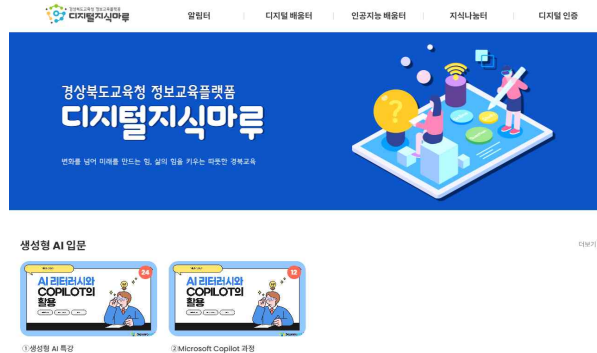 경상북도교육청 정보교육플랫폼
디지털지식마루
알림터
디지털 배움터
인공지능 배움터
지식나눔터
디지털 인증
경상북도교육청 정보교육플랫폼
디지털지식마루
변화를 넘어 미래를 만드는 힘, 삶의 힘을 키우는 따뜻한 경북교육
생성형 AI 입문
더보기
24
AI 리터러시와
COPILOT의
활용
12
AI 리터러시와
COPILOT의
활용
①생성형 AI 특강
②Microsoft Copilot 과정